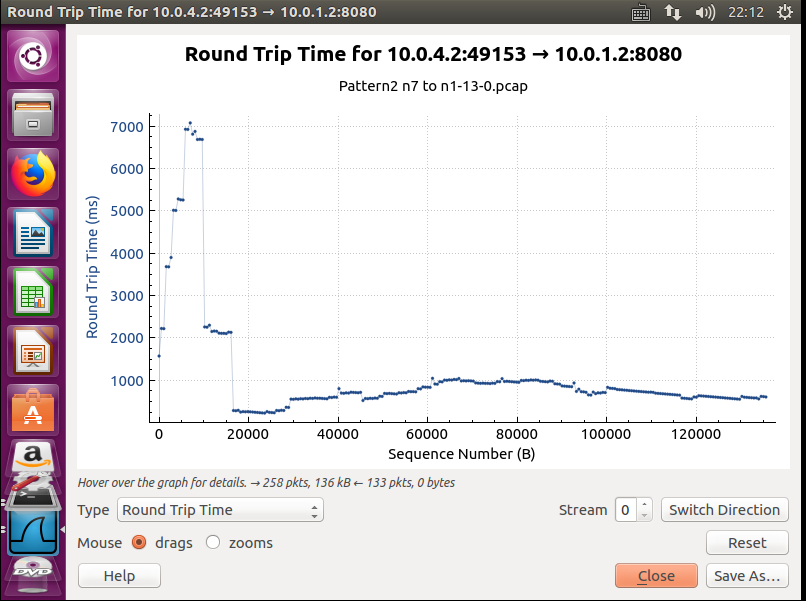 Round Trip Time for 10.0.4.2:49153 → 10.0.1.2:8080
22:12
Round Trip Time for 10.0.4.2:49153 → 10.0.1.2:8080
Pattern2 n7 to n1-13-0.pcap
7000
6000
5000
4000
3000
2000
1000
Round Trip Time (ms)
0 20000 40000 60000 80000 100000 120000
Sequence Number (B)
Hover over the graph for details. → 258 pkts, 136 kB ← 133 pkts, 0 bytes
Type Round Trip Time Stream 0 Switch Direction
Mouse drags zooms Reset
Help Close Save As…
A
a
DVD